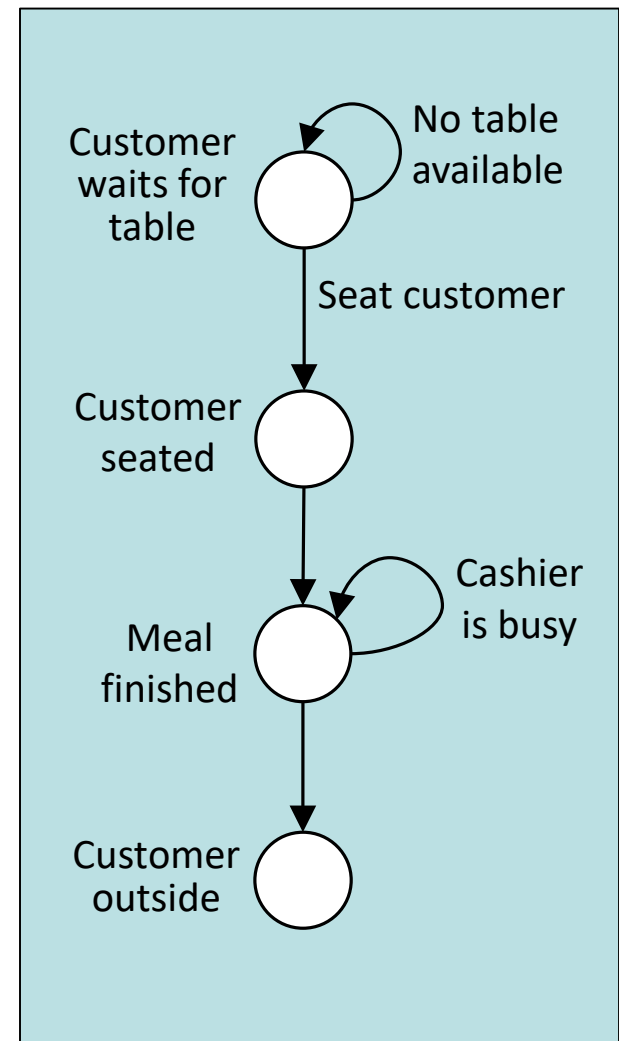 Customer
waits for
table
No table
available
Seat customer
Customer
seated
Cashier
is busy
Meal
finished
Customer
outside